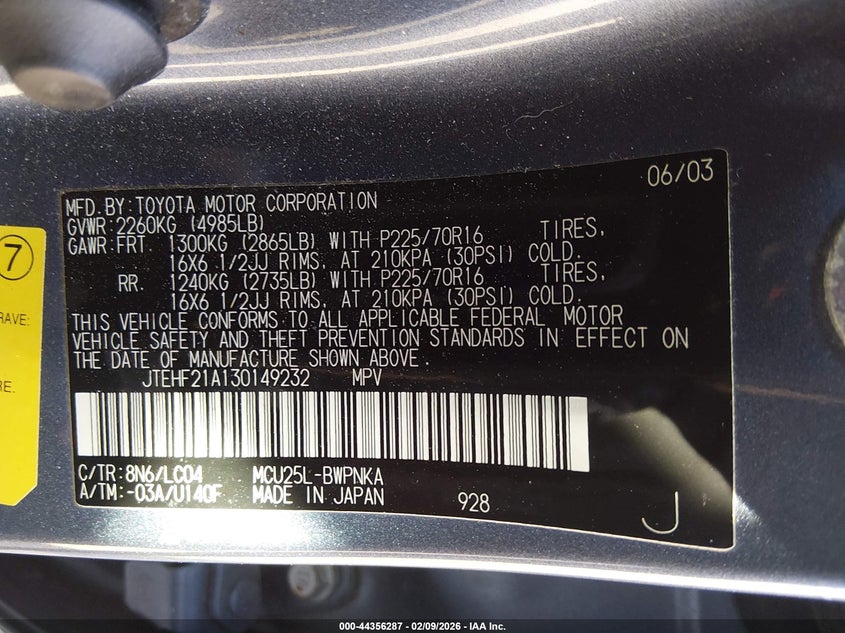 06/03
MFD. BY: TOYOTA MOTOR CORPORATION
GVWR: 2260KG (4985LB)
GAWR: FRT 1300KG (2865LB) WITH P225/70R16 TIRES,
16X6 1/2JJ RIMS, AT 210KPA (30PSI) COLD.
RR. 1240KG (2735LB) WITH P225/70R16 TIRES,
16X6 1/2JJ RIMS, AT 210KPA (30PSI) COLD.
THIS VEHICLE CONFORMS TO ALL APPLICABLE FEDERAL MOTOR
VEHICLE SAFETY AND THEFT PREVENTION STANDARDS IN EFFECT ON
THE DATE OF MANUFACTURE SHOWN ABOVE.
JTEHF21A130149232 MPV
C/TR: 8N6/LC04 MCU25L-BWPNKA
A/TM: -03A/U140F MADE IN JAPAN 928
J
7
RAVE:
RE.
000-44356287 - 02/09/2026 - IAA Inc.